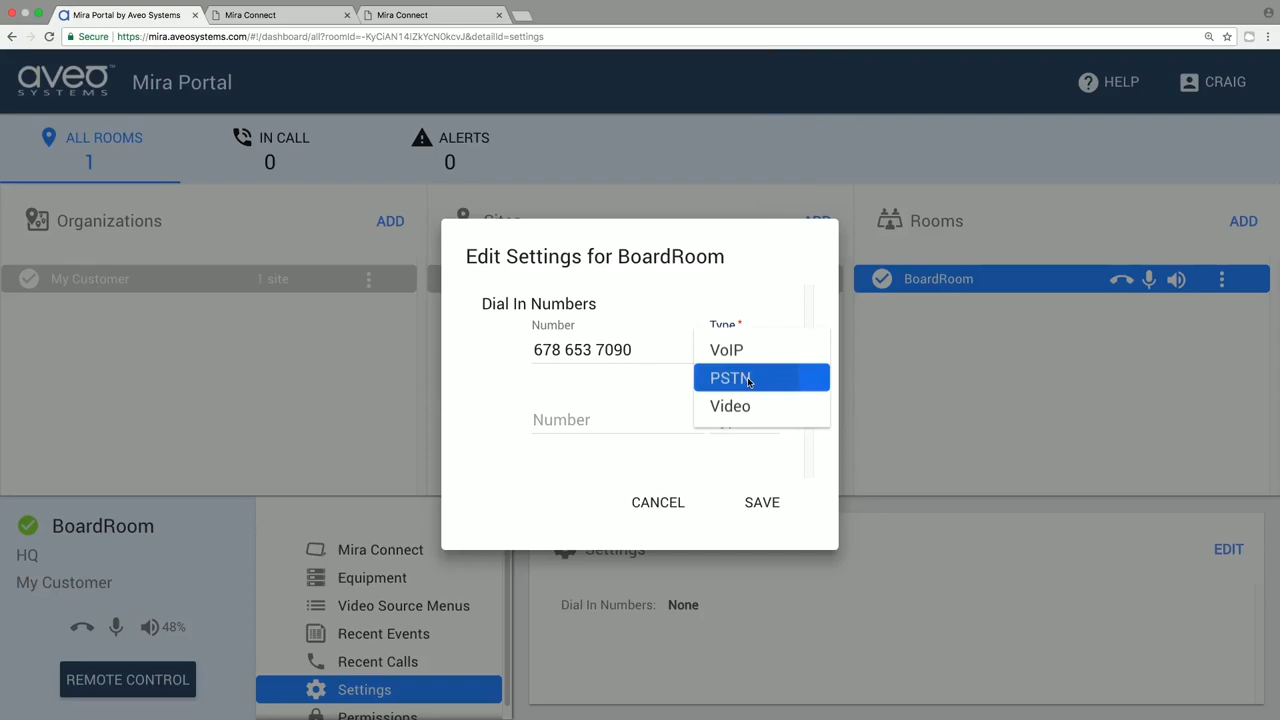 Mira Portal by Aveo Systems
Mira Connect
Mira Connect
Secure https://mira.aveosystems.com/#!/dashboard/all?roomId=-KyCiAN14lZkYcN0kcvJ&detailId=settings
aveo SYSTEMS™ Mira Portal
HELP
CRAIG
ALL ROOMS
1
IN CALL
0
ALERTS
0
Organizations ADD
ADD
Rooms ADD
My Customer 1 site
BoardRoom
Edit Settings for BoardRoom
Dial In Numbers
Number
Type *
678 653 7090
VoIP
PSTN
Video
Number
CANCEL SAVE
BoardRoom
HQ
My Customer
48%
REMOTE CONTROL
Mira Connect
Equipment
Video Source Menus
Recent Events
Recent Calls
Settings
Permissions
Settings
EDIT
Dial In Numbers: None